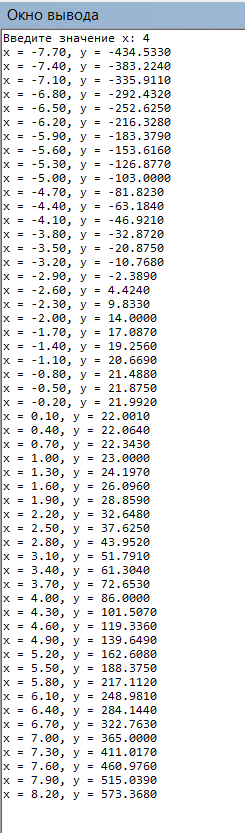 Окно вывода
Введите значение x: 4
x = -7.70, y = -434.5330
x = -7.40, y = -383.2240
x = -7.10, y = -335.9110
x = -6.80, y = -292.4320
x = -6.50, y = -252.6250
x = -6.20, y = -216.3280
x = -5.90, y = -183.3790
x = -5.60, y = -153.6160
x = -5.30, y = -126.8770
x = -5.00, y = -103.0000
x = -4.70, y = -81.8230
x = -4.40, y = -63.1840
x = -4.10, y = -46.9210
x = -3.80, y = -32.8720
x = -3.50, y = -20.8750
x = -3.20, y = -10.7680
x = -2.90, y = -2.3890
x = -2.60, y = 4.4240
x = -2.30, y = 9.8330
x = -2.00, y = 14.0000
x = -1.70, y = 17.0870
x = -1.40, y = 19.2560
x = -1.10, y = 20.6690
x = -0.80, y = 21.4880
x = -0.50, y = 21.8750
x = -0.20, y = 21.9920
x = 0.10, y = 22.0010
x = 0.40, y = 22.0640
x = 0.70, y = 22.3430
x = 1.00, y = 23.0000
x = 1.30, y = 24.1970
x = 1.60, y = 26.0960
x = 1.90, y = 28.8590
x = 2.20, y = 32.6480
x = 2.50, y = 37.6250
x = 2.80, y = 43.9520
x = 3.10, y = 51.7910
x = 3.40, y = 61.3040
x = 3.70, y = 72.6530
x = 4.00, y = 86.0000
x = 4.30, y = 101.5070
x = 4.60, y = 119.3360
x = 4.90, y = 139.6490
x = 5.20, y = 162.6080
x = 5.50, y = 188.3750
x = 5.80, y = 217.1120
x = 6.10, y = 248.9810
x = 6.40, y = 284.1440
x = 6.70, y = 322.7630
x = 7.00, y = 365.0000
x = 7.30, y = 411.0170
x = 7.60, y = 460.9760
x = 7.90, y = 515.0390
x = 8.20, y = 573.3680